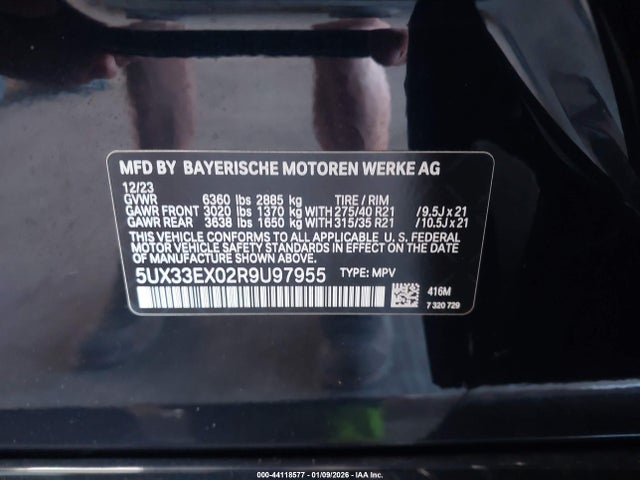 MFD BY BAYERISCHE MOTOREN WERKE AG
12/23
GVWR 6360 lbs 2885 kg TIRE / RIM
GAWR FRONT 3020 lbs 1370 kg WITH 275/40 R21 / 9.5J x 21
GAWR REAR 3638 lbs 1650 kg WITH 315/35 R21 / 10.5J x 21
THIS VEHICLE CONFORMS TO ALL APPLICABLE U. S. FEDERAL
MOTOR VEHICLE SAFETY STANDARDS IN EFFECT ON THE DATE
OF MANUFACTURE SHOWN ABOVE.
5UX33EX02R9U97955 TYPE: MPV
416M
7 320 729
000-44118577 - 01/09/2026 - IAA Inc.